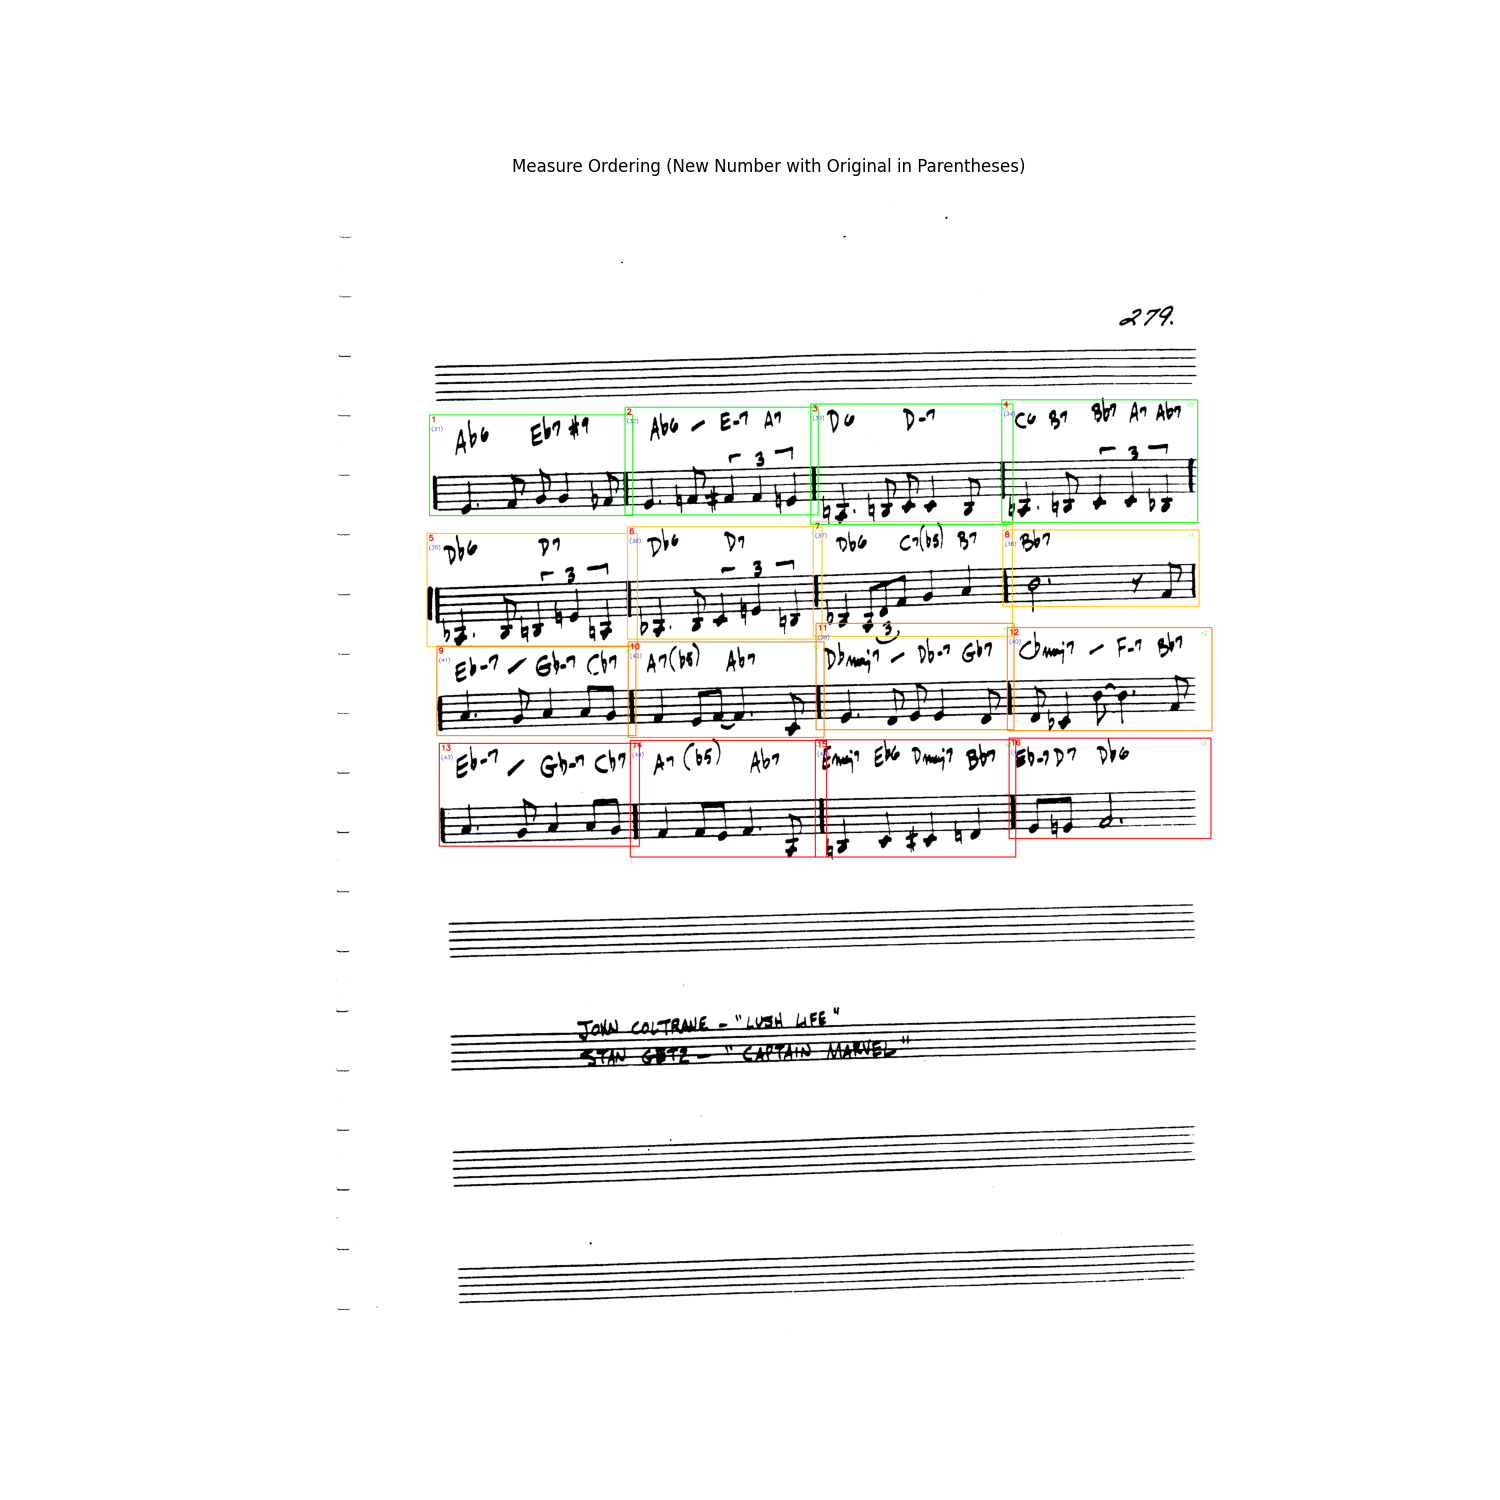 Measure Ordering (New Number with Original in Parentheses)
279.
1 2 3 4
(31) (32) (33) (34)
Ab6 Eb7#9 Ab6 – E-7 A7 D6 D-7 C6 B7 Bb7 A7 Ab7
3 3
5 6 7 8
(35) (36) (37) (38)
Db6 D7 Db6 D7 Db6 C7(b5) B7 Bb7
3 3 3
9 10 11 12
(41) (42) (39) (40)
Eb-7 / Gb-7 Cb7 A7(b5) Ab7 Dbmaj7 – Db-7 Gb7 Cbmaj7 – F-7 Bb7
13 14 15 16
(43) (44)
Eb-7 / Gb-7 Cb7 A7(b5) Ab7 Emaj7 Eb6 Dmaj7 Bb7 Eb-7 D7 Db6
JOHN COLTRANE – "LUSH LIFE"
STAN GETZ – "CAPTAIN MARVEL"